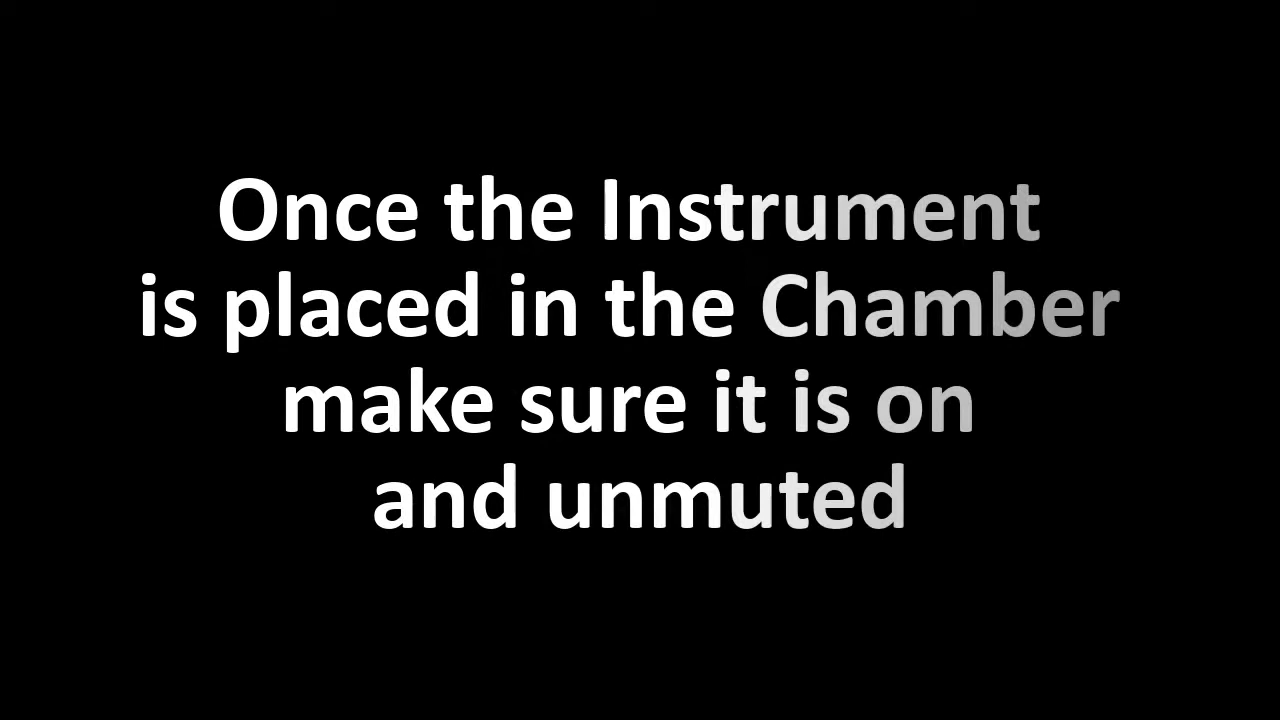 Once the Instrument
is placed in the Chamber
make sure it is on
and unmuted